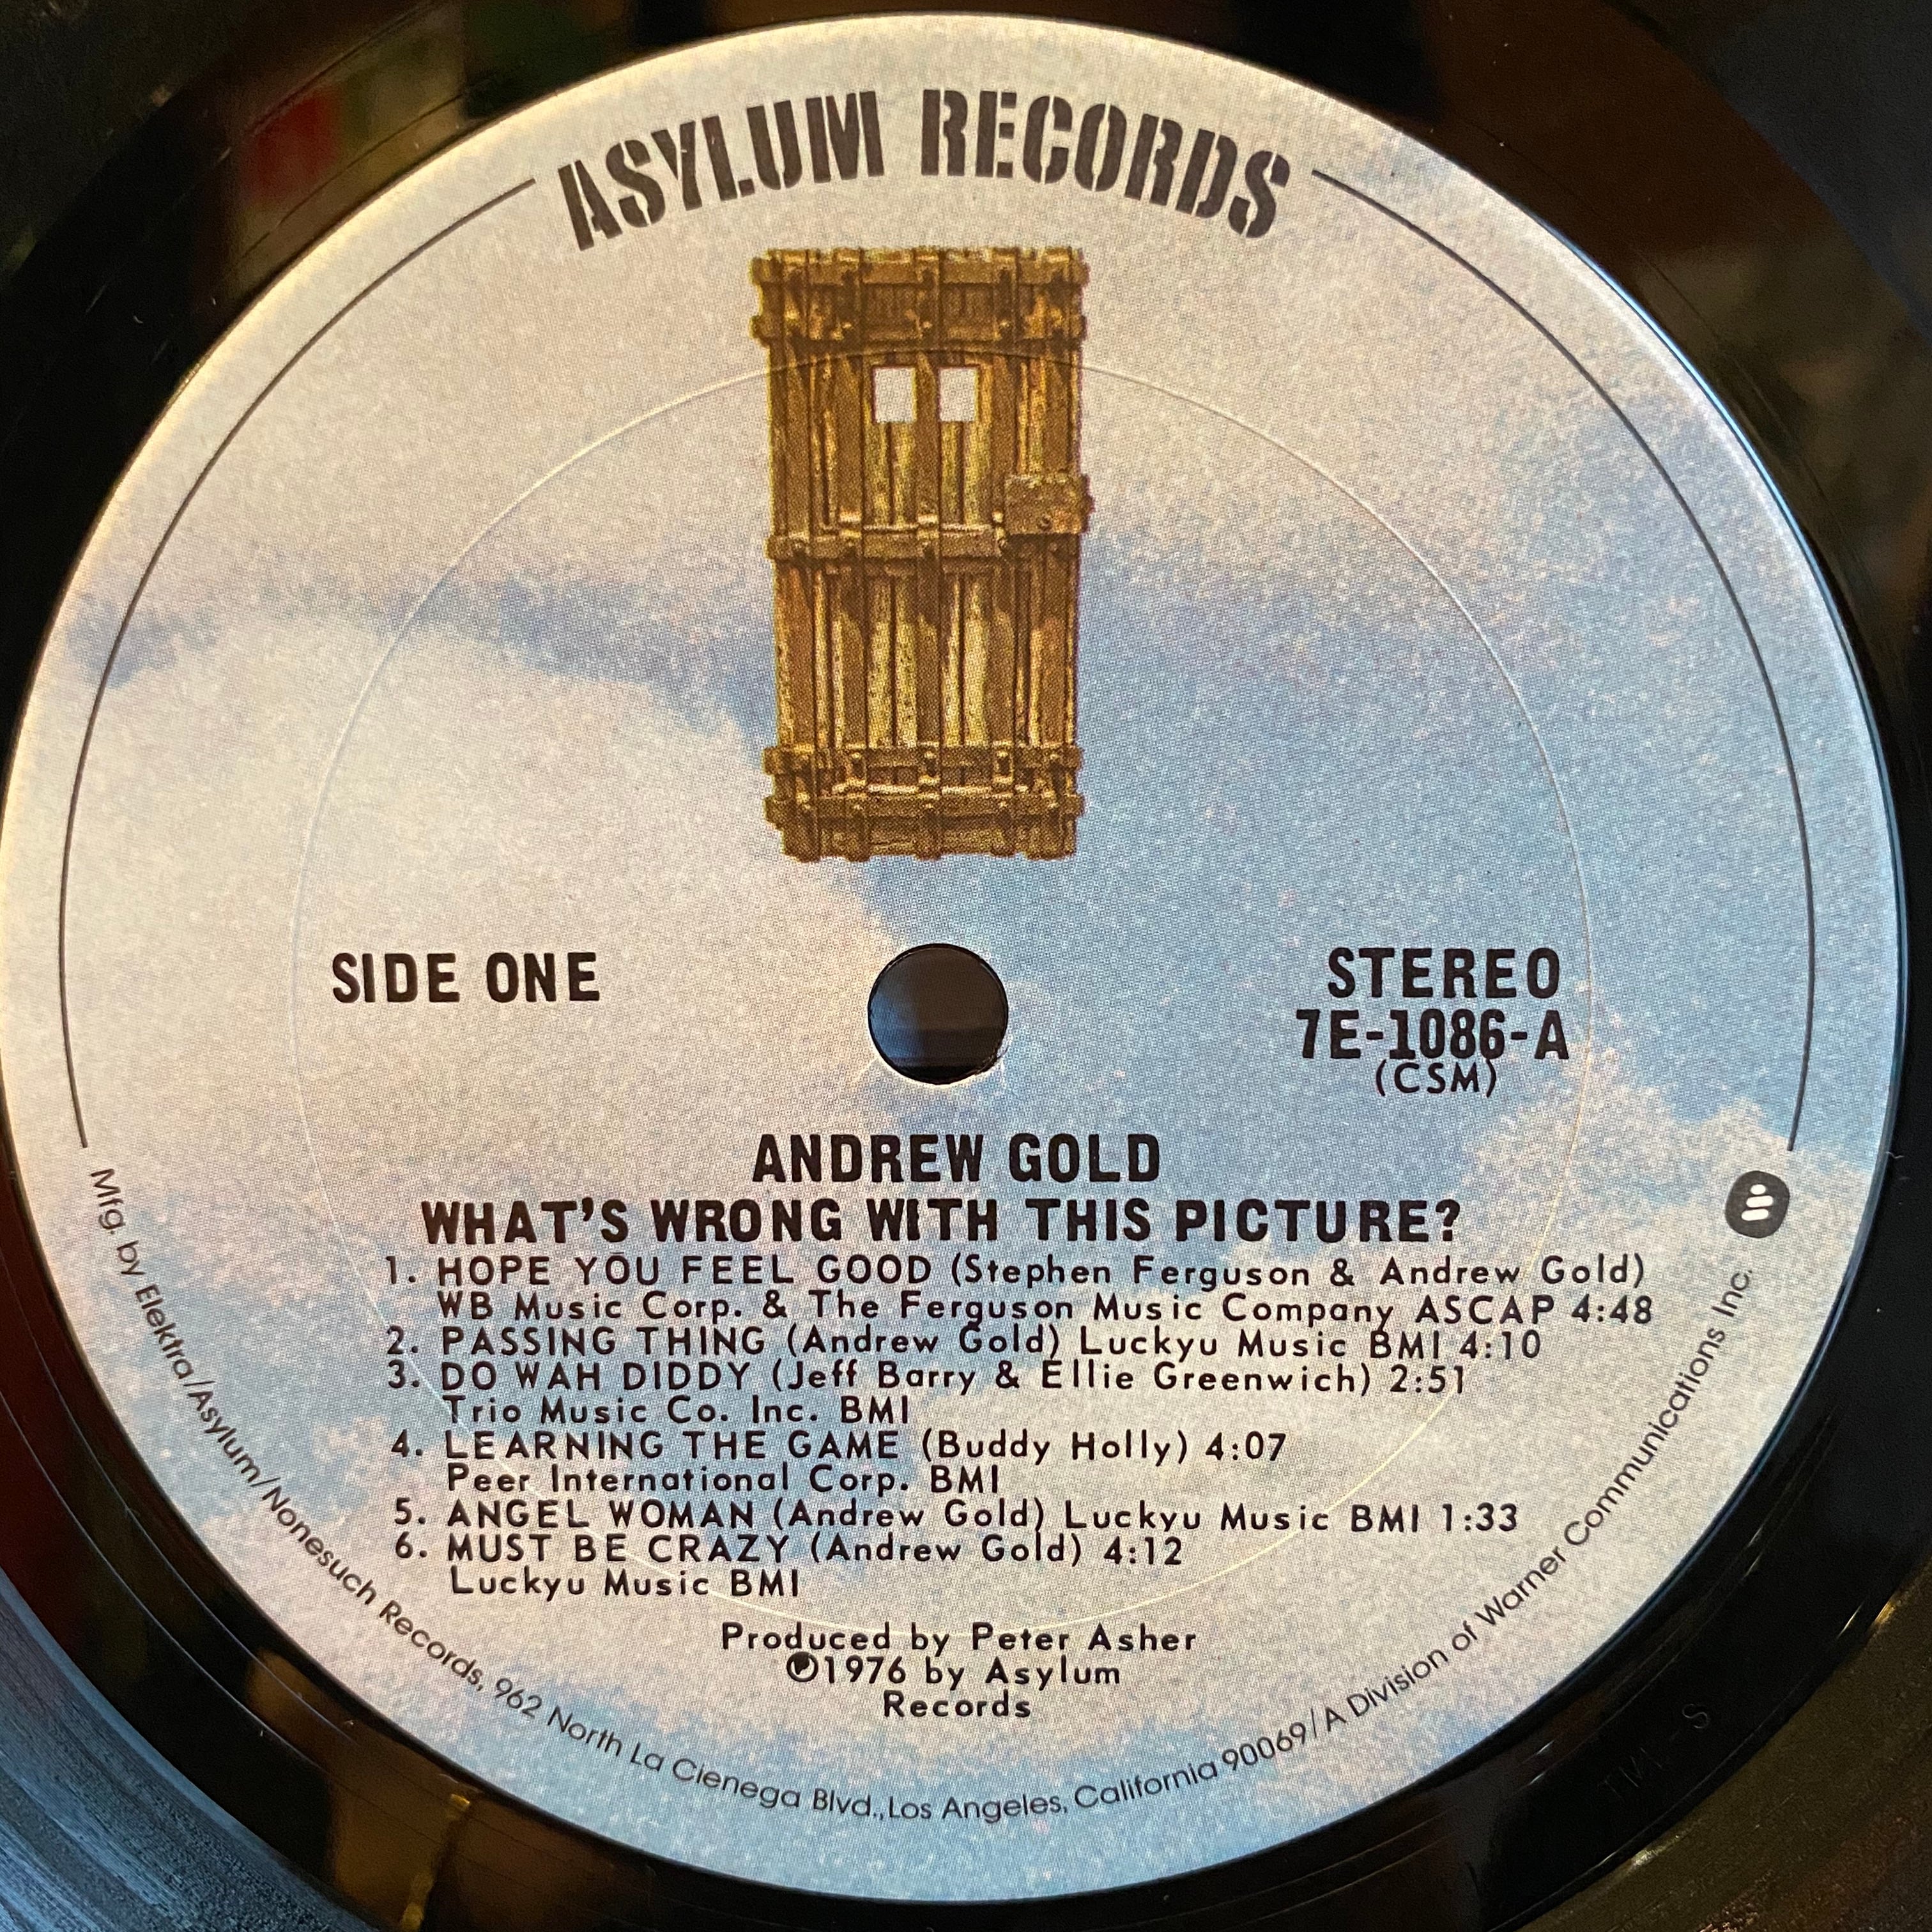 ASYLUM RECORDS
SIDE ONE
STEREO
7E-1086-A
(CSM)
ANDREW GOLD
WHAT'S WRONG WITH THIS PICTURE?
1. HOPE YOU FEEL GOOD (Stephen Ferguson & Andrew Gold)
WB Music Corp. & The Ferguson Music Company ASCAP 4:48
2. PASSING THING (Andrew Gold) Luckyu Music BMI 4:10
3. DO WAH DIDDY (Jeff Barry & Ellie Greenwich) 2:51
Trio Music Co. Inc. BMI
4. LEARNING THE GAME (Buddy Holly) 4:07
Peer International Corp. BMI
5. ANGEL WOMAN (Andrew Gold) Luckyu Music BMI 1:33
6. MUST BE CRAZY (Andrew Gold) 4:12
Luckyu Music BMI
Produced by Peter Asher
℗1976 by Asylum
Records
Mfg. by Elektra/Asylum/Nonesuch Records, 962 North La Cienega Blvd., Los Angeles, California 90069/A Division of Warner Communications Inc.